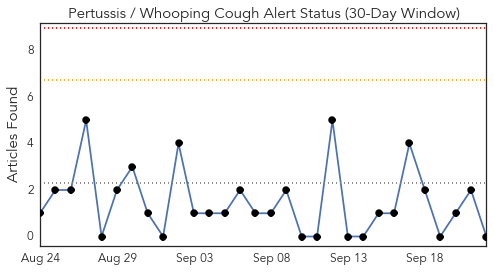 Pertussis / Whooping Cough Alert Status (30-Day Window)
Articles Found
8
6
4
2
0
Aug 24 Aug 29 Sep 03 Sep 08 Sep 13 Sep 18